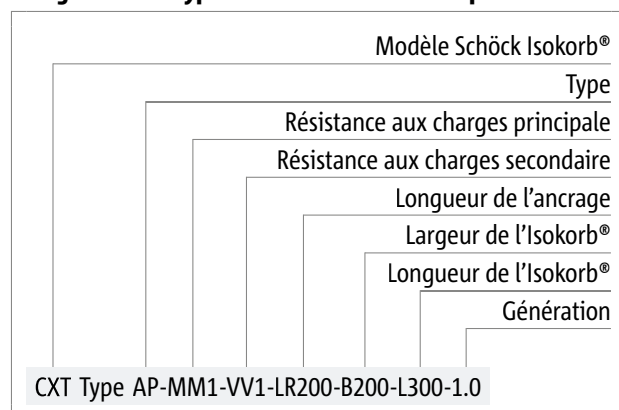 Modèle Schöck Isokorb®
Type
Résistance aux charges principale
Résistance aux charges secondaire
Longueur de l'ancrage
Largeur de l'Isokorb®
Longueur de l'Isokorb®
Génération
CXT Type AP-MM1-VV1-LR200-B200-L300-1.0